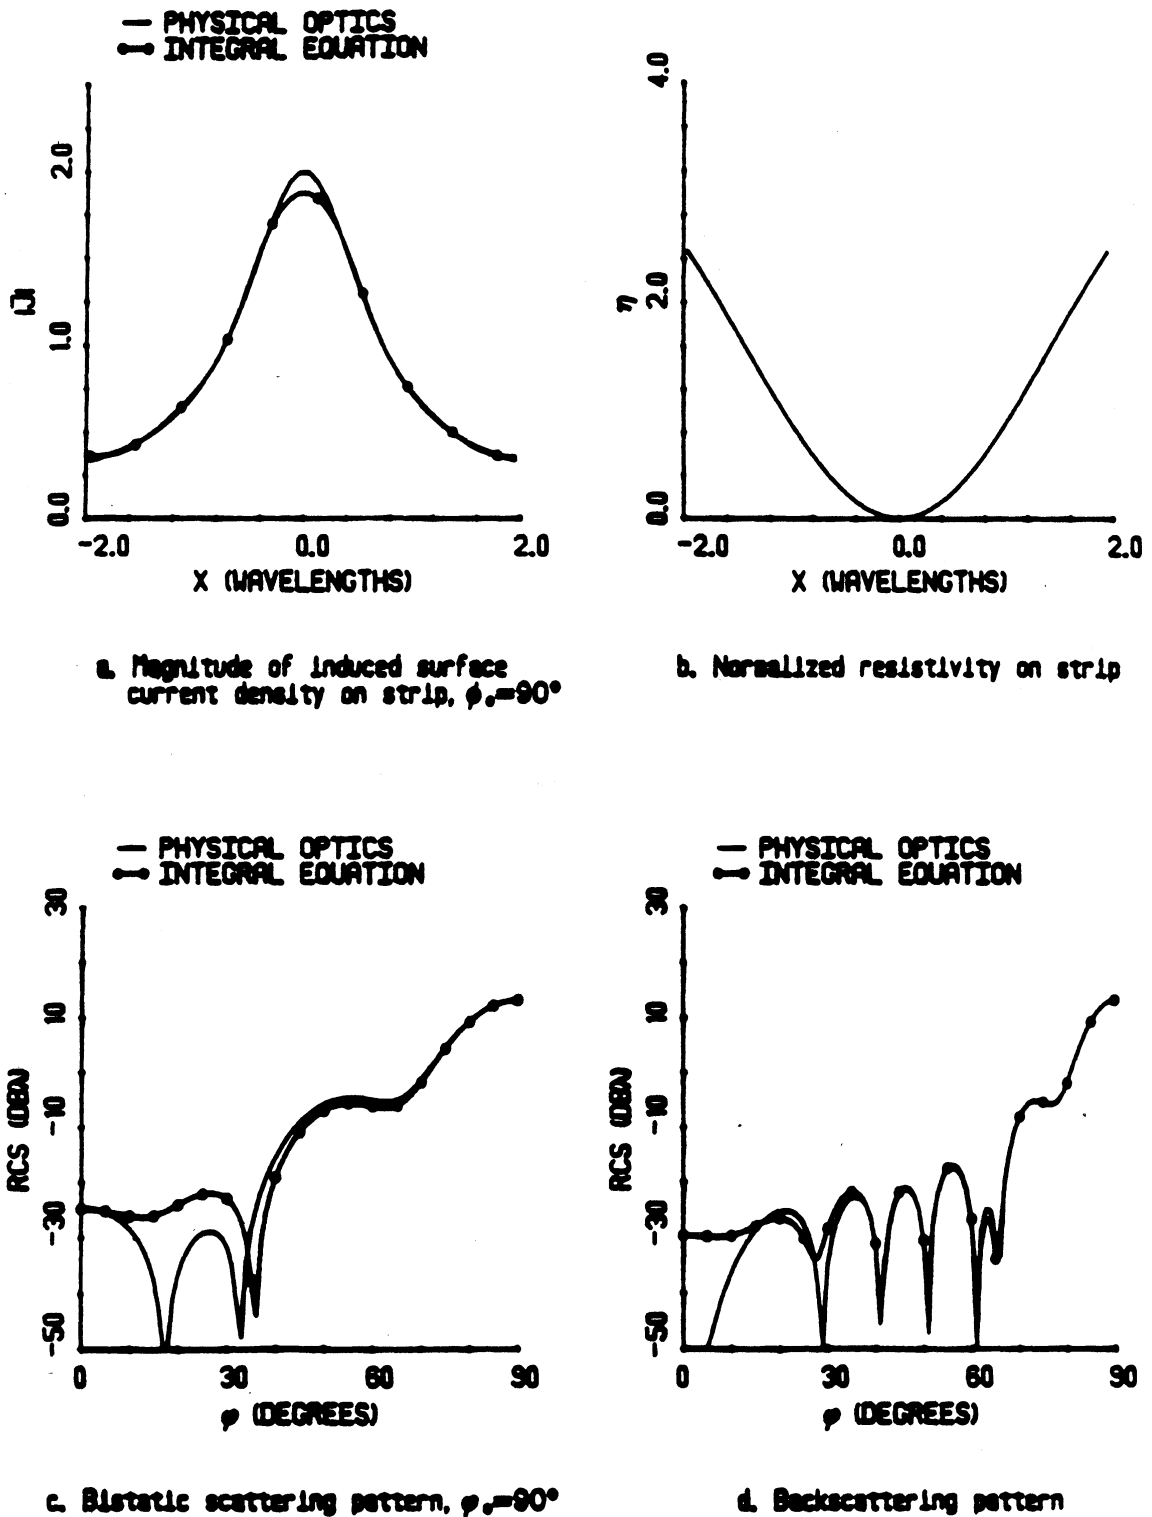 — PHYSICAL OPTICS
INTEGRAL EQUATION
2.0
1.0
0.0
|J|
-2.0 0.0 2.0
X (WAVELENGTHS)
a. Magnitude of induced surface
current density on strip, φ₀=90°
4.0
2.0
0.0
η
-2.0 0.0 2.0
X (WAVELENGTHS)
b. Normalized resistivity on strip
— PHYSICAL OPTICS
INTEGRAL EQUATION
30
10
-10
-30
-50
RCS (DBλ)
0 30 60 90
φ (DEGREES)
c. Bistatic scattering pattern, φ₀=90°
— PHYSICAL OPTICS
INTEGRAL EQUATION
30
10
-10
-30
-50
RCS (DBλ)
0 30 60 90
φ (DEGREES)
d. Backscattering pattern